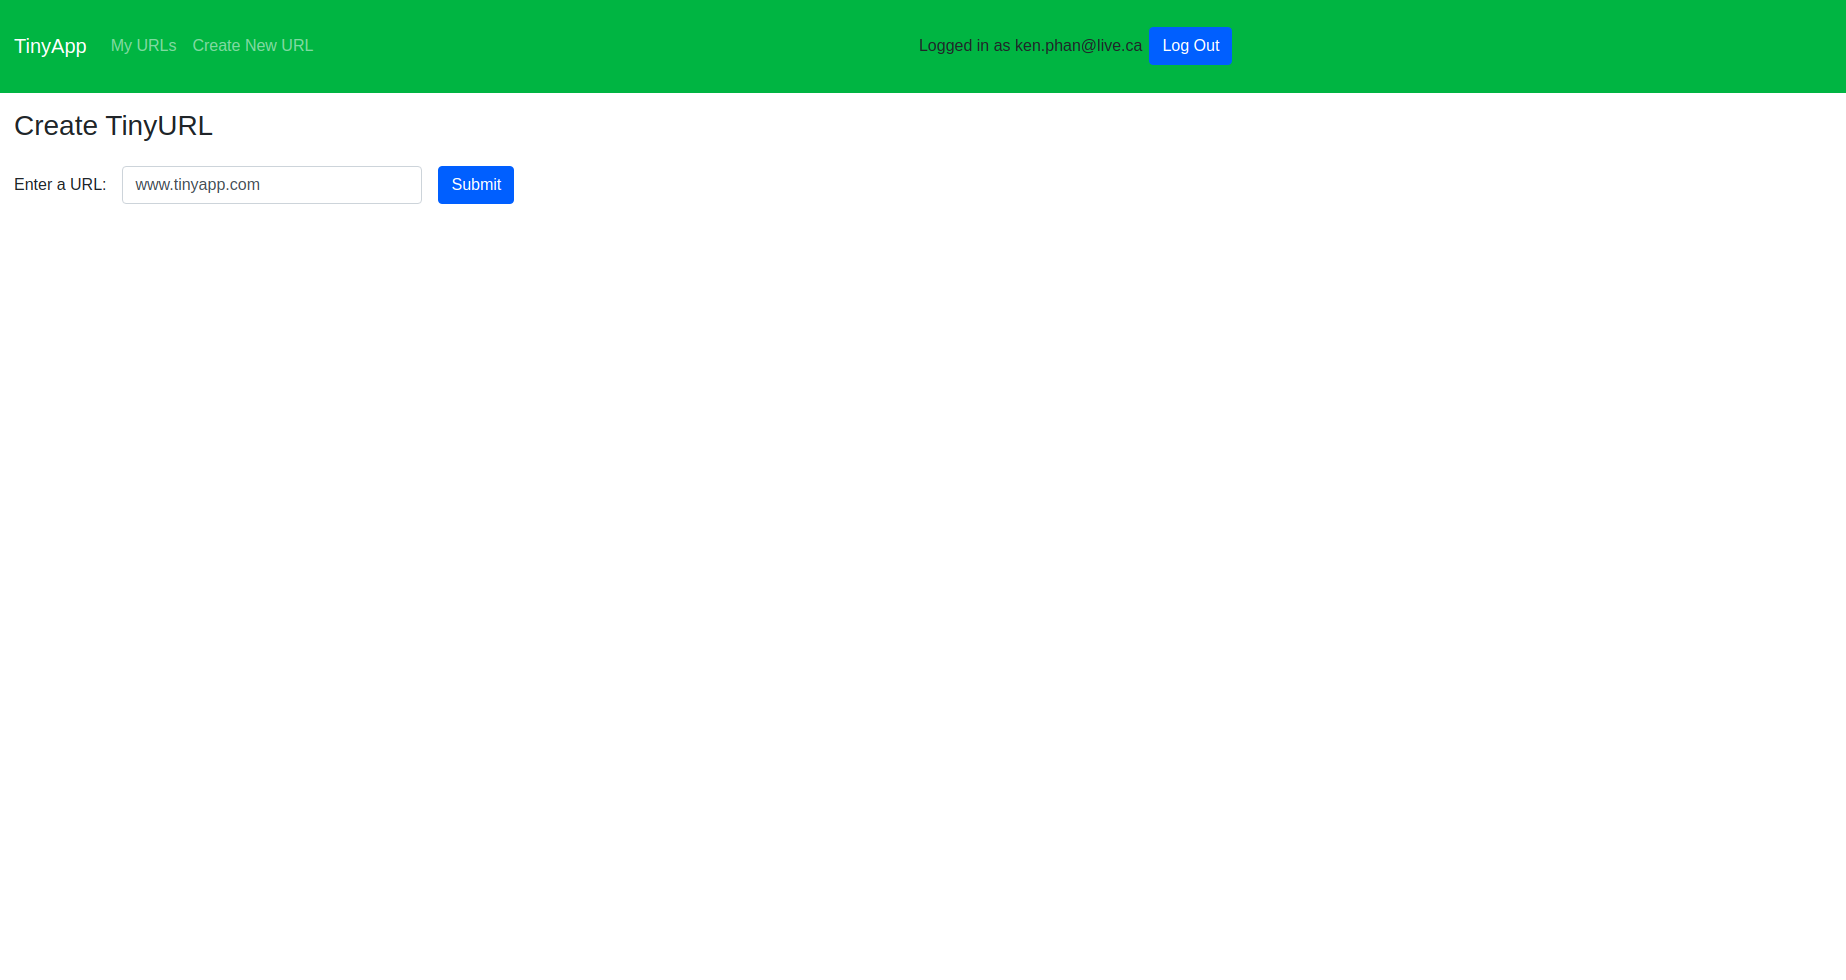 TinyApp My URLs Create New URL Logged in as ken.phan@live.ca Log Out
Create TinyURL
Enter a URL: www.tinyapp.com Submit